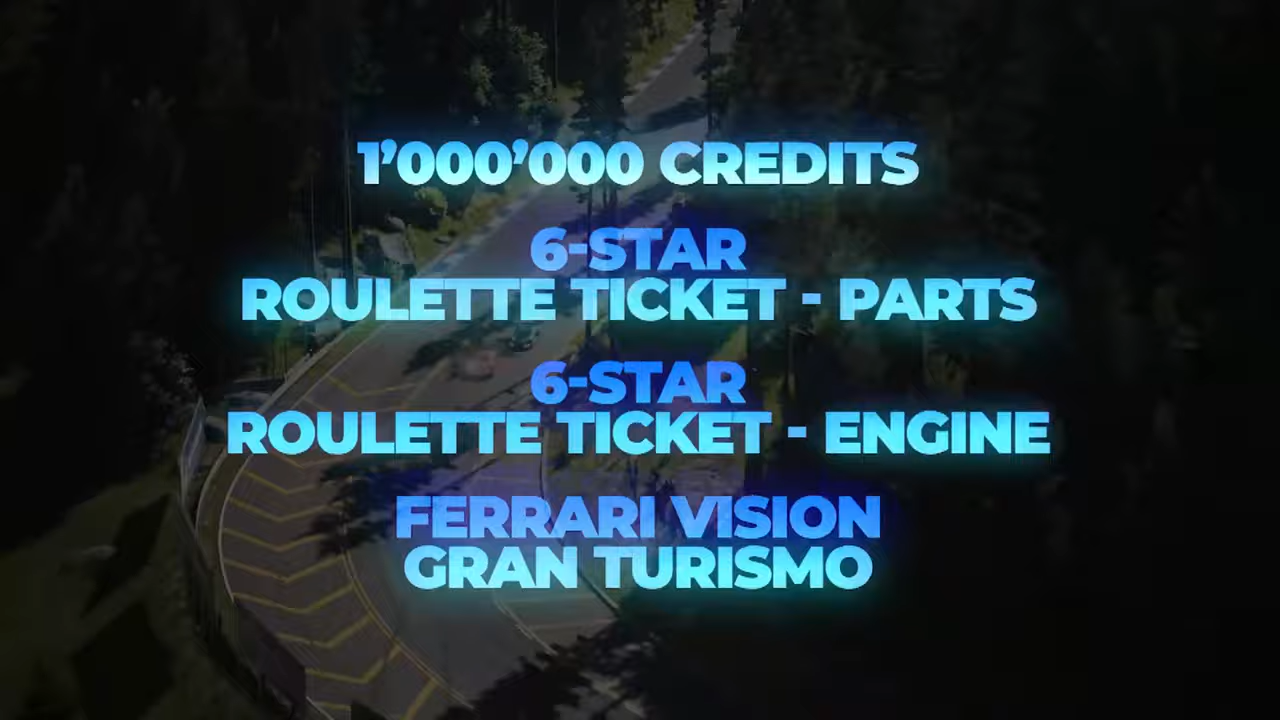 1’000’000 CREDITS
6-STAR
ROULETTE TICKET - PARTS
6-STAR
ROULETTE TICKET - ENGINE
FERRARI VISION
GRAN TURISMO